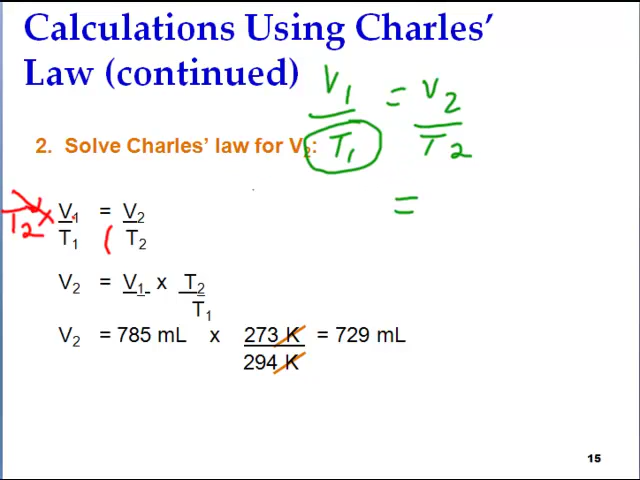 Calculations Using Charles'
Law (continued)
V1 = V2
T1 T2
2. Solve Charles' law for V2:
=
V1 = V2
T2 x T1 ( T2
V2 = V1 x T2
T1
V2 = 785 mL x 273 K = 729 mL
294 K
15